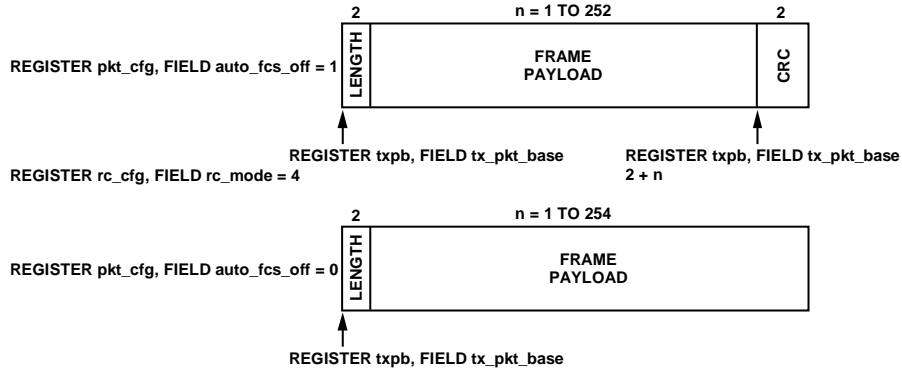 2
n = 1 TO 252
2
REGISTER pkt_cfg, FIELD auto_fcs_off = 1
LENGTH
FRAME
PAYLOAD
CRC
REGISTER txpb, FIELD tx_pkt_base
REGISTER txpb, FIELD tx_pkt_base
2 + n
REGISTER rc_cfg, FIELD rc_mode = 4
2
n = 1 TO 254
REGISTER pkt_cfg, FIELD auto_fcs_off = 0
LENGTH
FRAME
PAYLOAD
REGISTER txpb, FIELD tx_pkt_base